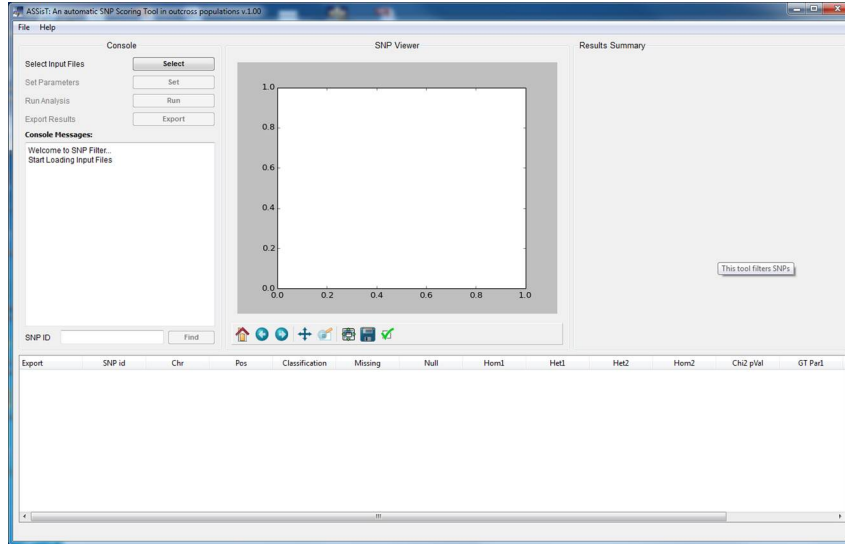 ASSisT: An automatic SNP Scoring Tool in outcross populations v.1.00
File Help
Console
SNP Viewer
Results Summary
Select Input Files Select
Set Parameters Set
Run Analysis Run
Export Results Export
Console Messages:
Welcome to SNP Filter...
Start Loading Input Files
1.0
0.8
0.6
0.4
0.2
0.0
0.0 0.2 0.4 0.6 0.8 1.0
This tool filters SNPs
SNP ID Find
Export SNP id Chr Pos Classification Missing Null Hom1 Het1 Het2 Hom2 Chi2 pVal GT Par1